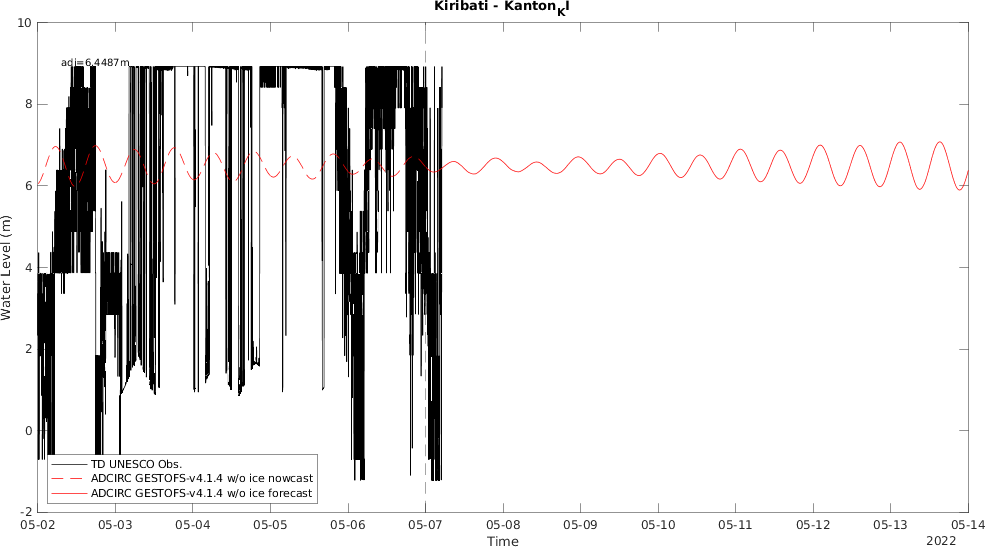 Kiribati - Kanton_KI
10
8
6
4
2
0
-2
Water Level (m)
adj=6.4487m
TD UNESCO Obs.
ADCIRC GESTOFS-v4.1.4 w/o ice nowcast
ADCIRC GESTOFS-v4.1.4 w/o ice forecast
05-02 05-03 05-04 05-05 05-06 05-07 05-08 05-09 05-10 05-11 05-12 05-13 05-14
Time
2022